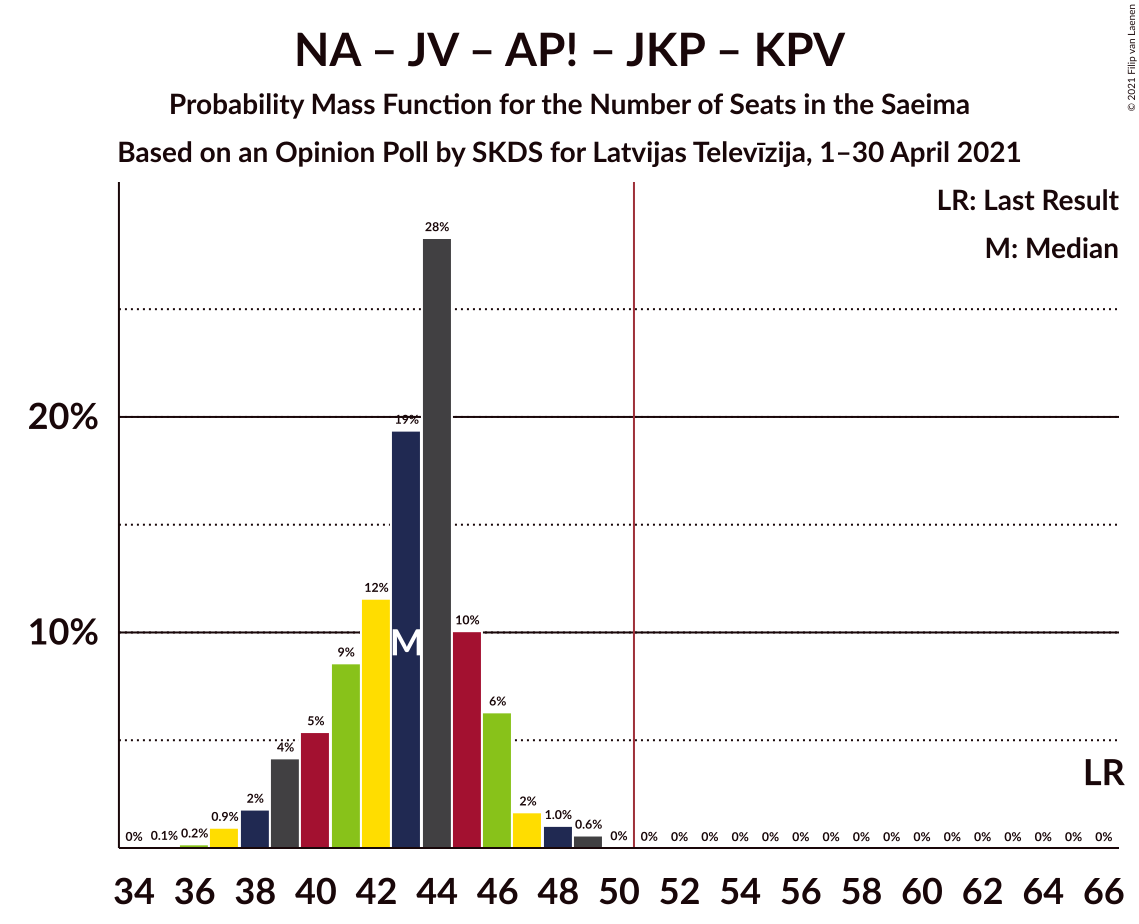 NA – JV – AP! – JKP – KPV
Probability Mass Function for the Number of Seats in the Saeima
Based on an Opinion Poll by SKDS for Latvijas Televīzija, 1–30 April 2021
© 2021 Filip van Laenen
LR: Last Result
M: Median
20%
10%
0% 0.1% 0.2% 0.9% 2% 4% 5% 9% 12% 19% 28% 10% 6% 2% 1.0% 0.6% 0% 0% 0% 0% 0% 0% 0% 0% 0% 0% 0% 0% 0% 0% 0% 0% 0%
M
LR
34 36 38 40 42 44 46 48 50 52 54 56 58 60 62 64 66